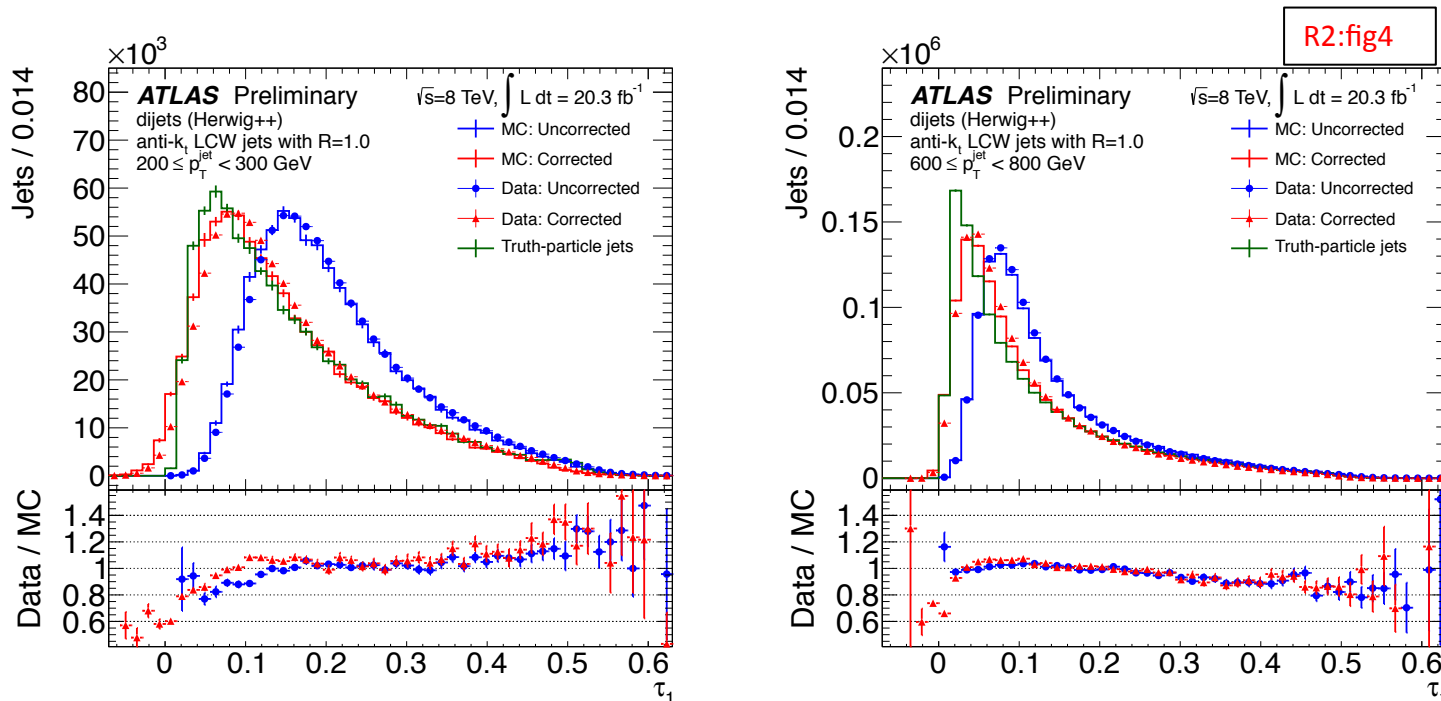 R2:fig4
×10³
Jets / 0.014
80
70
60
50
40
30
20
10
0
ATLAS Preliminary
√s=8 TeV, ∫ L dt = 20.3 fb⁻¹
dijets (Herwig++)
anti-kₜ LCW jets with R=1.0
200 ≤ p_T^jet < 300 GeV
MC: Uncorrected
MC: Corrected
Data: Uncorrected
Data: Corrected
Truth-particle jets
Data / MC
1.4
1.2
1
0.8
0.6
0 0.1 0.2 0.3 0.4 0.5 0.6
τ₁
×10⁶
Jets / 0.014
0.2
0.15
0.1
0.05
0
ATLAS Preliminary
√s=8 TeV, ∫ L dt = 20.3 fb⁻¹
dijets (Herwig++)
anti-kₜ LCW jets with R=1.0
600 ≤ p_T^jet < 800 GeV
MC: Uncorrected
MC: Corrected
Data: Uncorrected
Data: Corrected
Truth-particle jets
Data / MC
1.4
1.2
1
0.8
0.6
0 0.1 0.2 0.3 0.4 0.5 0.6
τ